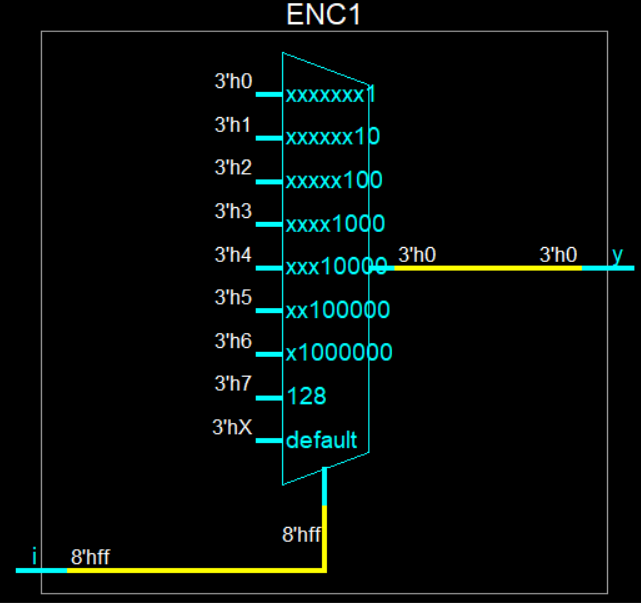 ENC1
3'h0 xxxxxxx1
3'h1 xxxxxx10
3'h2 xxxxx100
3'h3 xxxx1000
3'h4 xxx10000 3'h0 3'h0 y
3'h5 xx100000
3'h6 x1000000
3'h7 128
3'hX default
8'hff
i 8'hff